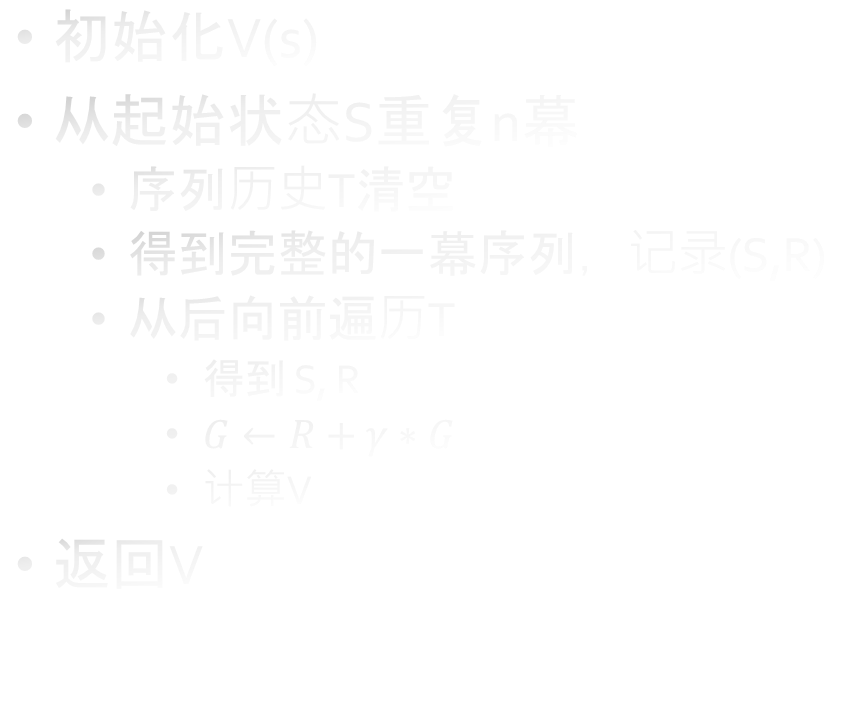 • 初始化V(s)
• 从起始状态S重复n幕
• 序列历史T清空
• 得到完整的一幕序列，记录(S,R)
• 从后向前遍历T
• 得到 S, R
• G ← R + γ * G
• 计算V
• 返回V